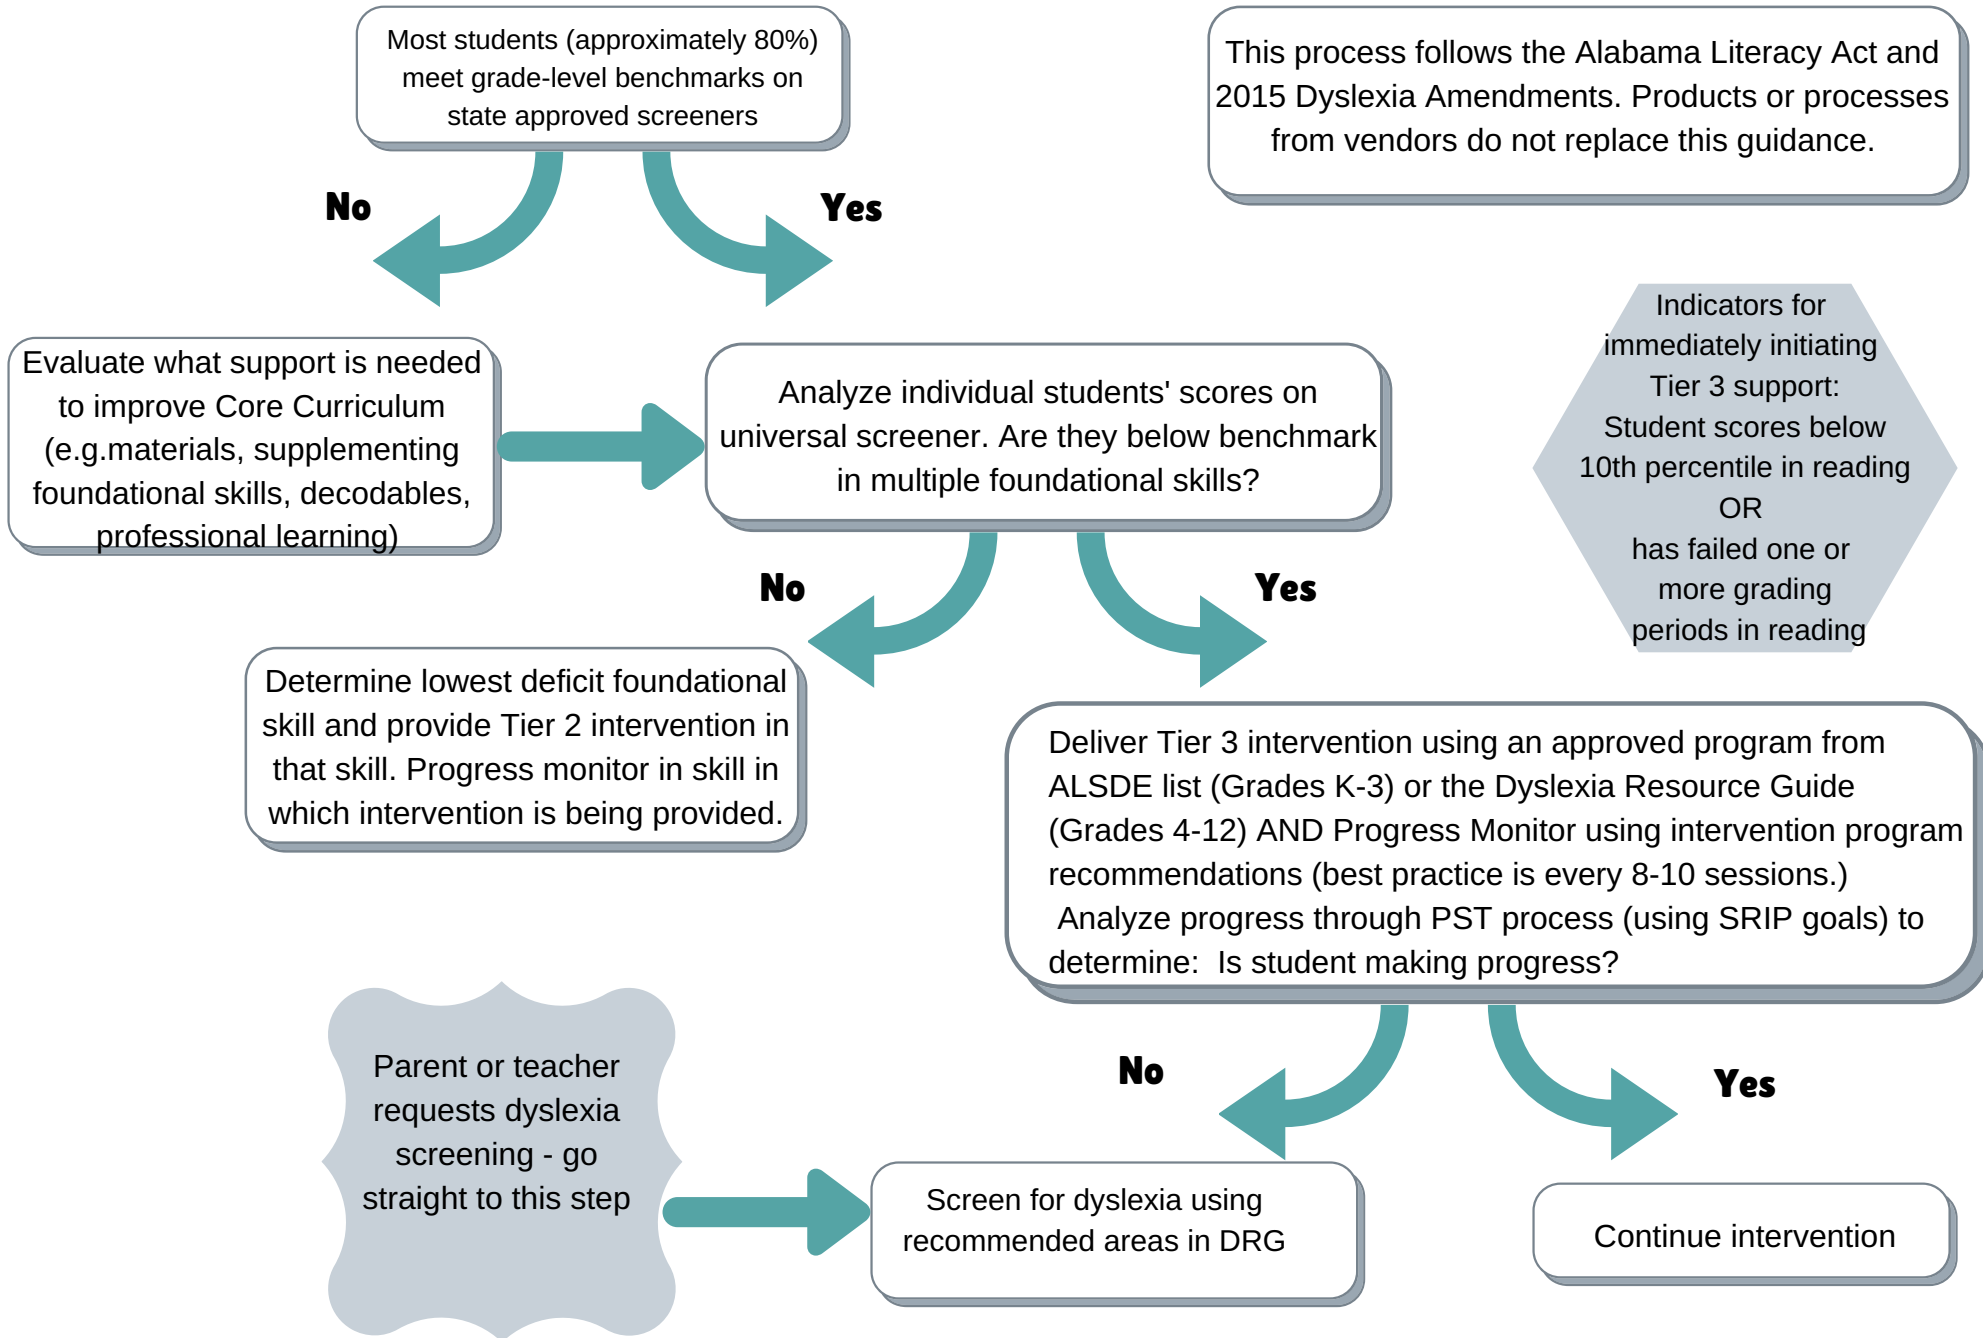 Most students (approximately 80%)
meet grade-level benchmarks on
state approved screeners
This process follows the Alabama Literacy Act and
2015 Dyslexia Amendments. Products or processes
from vendors do not replace this guidance.
No
Yes
Evaluate what support is needed
to improve Core Curriculum
(e.g.materials, supplementing
foundational skills, decodables,
professional learning)
Analyze individual students' scores on
universal screener. Are they below benchmark
in multiple foundational skills?
Indicators for
immediately initiating
Tier 3 support:
Student scores below
10th percentile in reading
OR
has failed one or
more grading
periods in reading
No
Yes
Determine lowest deficit foundational
skill and provide Tier 2 intervention in
that skill. Progress monitor in skill in
which intervention is being provided.
Deliver Tier 3 intervention using an approved program from
ALSDE list (Grades K-3) or the Dyslexia Resource Guide
(Grades 4-12) AND Progress Monitor using intervention program
recommendations (best practice is every 8-10 sessions.)
Analyze progress through PST process (using SRIP goals) to
determine:  Is student making progress?
No
Yes
Parent or teacher
requests dyslexia
screening - go
straight to this step
Screen for dyslexia using
recommended areas in DRG
Continue intervention